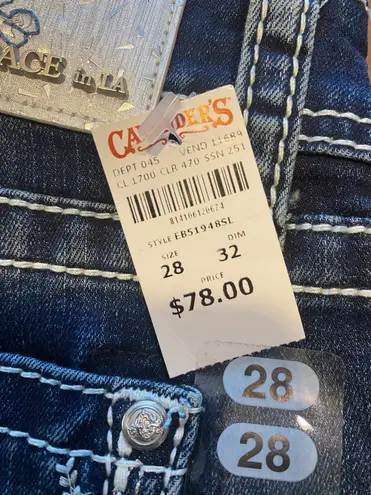 ACE in LA
CAVENDER'S
DEPT 045 VEND 11689
CL 1700 CLR 470 SSN 251
814106126674
STYLE EB51948SL
SIZE DIM
28 32
PRICE
$78.00
28
28